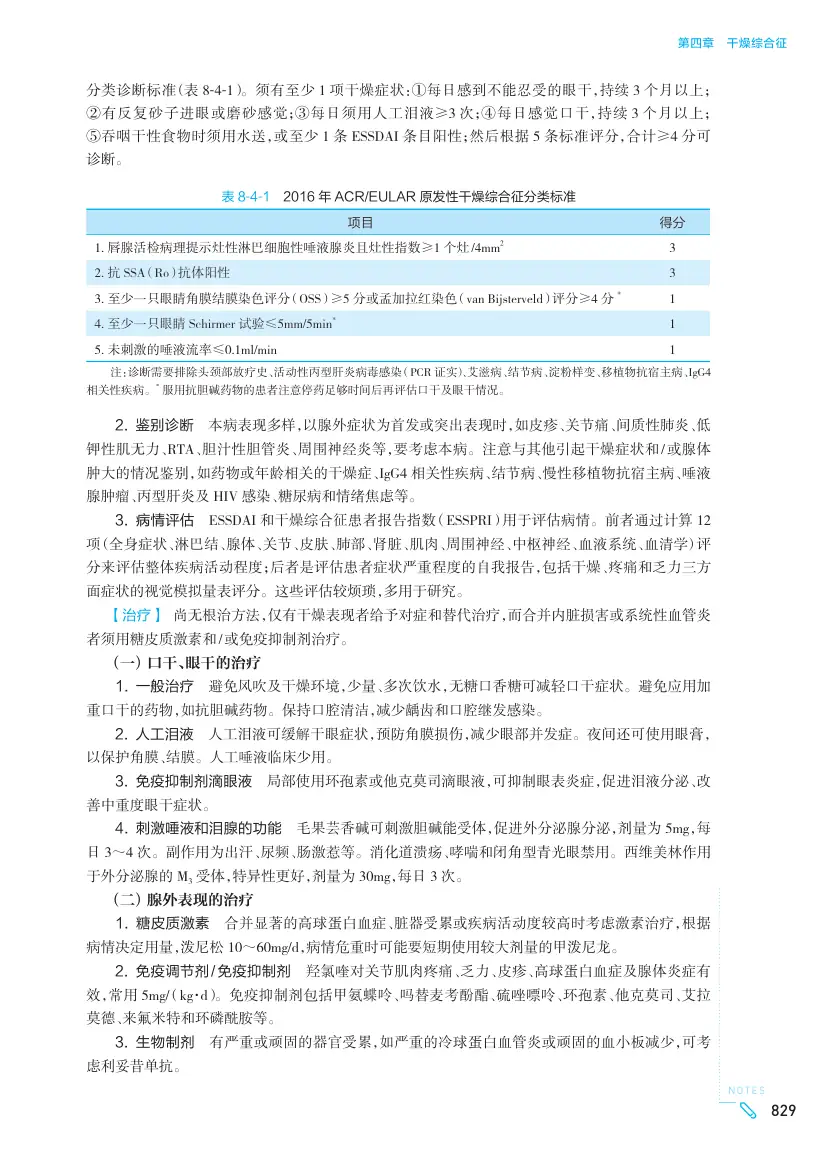 第四章 干燥综合征
分类诊断标准(表 8-4-1)。须有至少 1 项干燥症状:①每日感到不能忍受的眼干,持续 3 个月以上;
②有反复砂子进眼或磨砂感觉;③每日须用人工泪液≥3 次;④每日感觉口干,持续 3 个月以上;
⑤吞咽干性食物时须用水送,或至少 1 条 ESSDAI 条目阳性;然后根据 5 条标准评分,合计≥4 分可
诊断。
表 8-4-1 2016 年 ACR/EULAR 原发性干燥综合征分类标准
项目 得分
1. 唇腺活检病理提示灶性淋巴细胞性唾液腺炎且灶性指数≥1 个灶/4mm² 3
2. 抗 SSA(Ro)抗体阳性 3
3. 至少一只眼睛角膜结膜染色评分(OSS)≥5 分或孟加拉红染色(van Bijsterveld)评分≥4 分* 1
4. 至少一只眼睛 Schirmer 试验≤5mm/5min* 1
5. 未刺激的唾液流率≤0.1ml/min 1
注:诊断需要排除头颈部放疗史、活动性丙型肝炎病毒感染(PCR 证实)、艾滋病、结节病、淀粉样变、移植物抗宿主病、IgG4
相关性疾病。*服用抗胆碱药物的患者注意停药足够时间后再评估口干及眼干情况。
2. 鉴别诊断 本病表现多样,以腺外症状为首发或突出表现时,如皮疹、关节痛、间质性肺炎、低
钾性肌无力、RTA、胆汁性胆管炎、周围神经炎等,要考虑本病。注意与其他引起干燥症状和/或腺体
肿大的情况鉴别,如药物或年龄相关的干燥症、IgG4 相关性疾病、结节病、慢性移植物抗宿主病、唾液
腺肿瘤、丙型肝炎及 HIV 感染、糖尿病和情绪焦虑等。
3. 病情评估 ESSDAI 和干燥综合征患者报告指数(ESSPRI)用于评估病情。前者通过计算 12
项(全身症状、淋巴结、腺体、关节、皮肤、肺部、肾脏、肌肉、周围神经、中枢神经、血液系统、血清学)评
分来评估整体疾病活动程度;后者是评估患者症状严重程度的自我报告,包括干燥、疼痛和乏力三方
面症状的视觉模拟量表评分。这些评估较烦琐,多用于研究。
【治疗】 尚无根治方法,仅有干燥表现者给予对症和替代治疗,而合并内脏损害或系统性血管炎
者须用糖皮质激素和/或免疫抑制剂治疗。
(一)口干、眼干的治疗
1. 一般治疗 避免风吹及干燥环境,少量、多次饮水,无糖口香糖可减轻口干症状。避免应用加
重口干的药物,如抗胆碱药物。保持口腔清洁,减少龋齿和口腔继发感染。
2. 人工泪液 人工泪液可缓解干眼症状,预防角膜损伤,减少眼部并发症。夜间还可使用眼膏,
以保护角膜、结膜。人工唾液临床少用。
3. 免疫抑制剂滴眼液 局部使用环孢素或他克莫司滴眼液,可抑制眼表炎症,促进泪液分泌、改
善中重度眼干症状。
4. 刺激唾液和泪腺的功能 毛果芸香碱可刺激胆碱能受体,促进外分泌腺分泌,剂量为 5mg,每
日 3～4 次。副作用为出汗、尿频、肠激惹等。消化道溃疡、哮喘和闭角型青光眼禁用。西维美林作用
于外分泌腺的 M₃ 受体,特异性更好,剂量为 30mg,每日 3 次。
(二)腺外表现的治疗
1. 糖皮质激素 合并显著的高球蛋白血症、脏器受累或疾病活动度较高时考虑激素治疗,根据
病情决定用量,泼尼松 10～60mg/d,病情危重时可能要短期使用较大剂量的甲泼尼龙。
2. 免疫调节剂/免疫抑制剂 羟氯喹对关节肌肉疼痛、乏力、皮疹、高球蛋白血症及腺体炎症有
效,常用 5mg/(kg·d)。免疫抑制剂包括甲氨蝶呤、吗替麦考酚酯、硫唑嘌呤、环孢素、他克莫司、艾拉
莫德、来氟米特和环磷酰胺等。
3. 生物制剂 有严重或顽固的器官受累,如严重的冷球蛋白血管炎或顽固的血小板减少,可考
虑利妥昔单抗。
NOTES
829